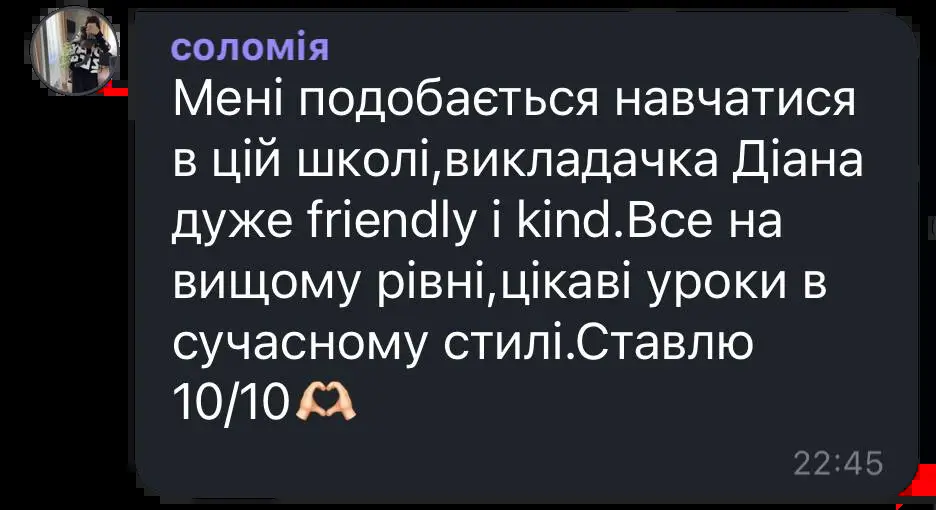 соломія
Мені подобається навчатися
в цій школі,викладачка Діана
дуже friendly і kind.Все на
вищому рівні,цікаві уроки в
сучасному стилі.Ставлю
10/10🫶🏻
22:45